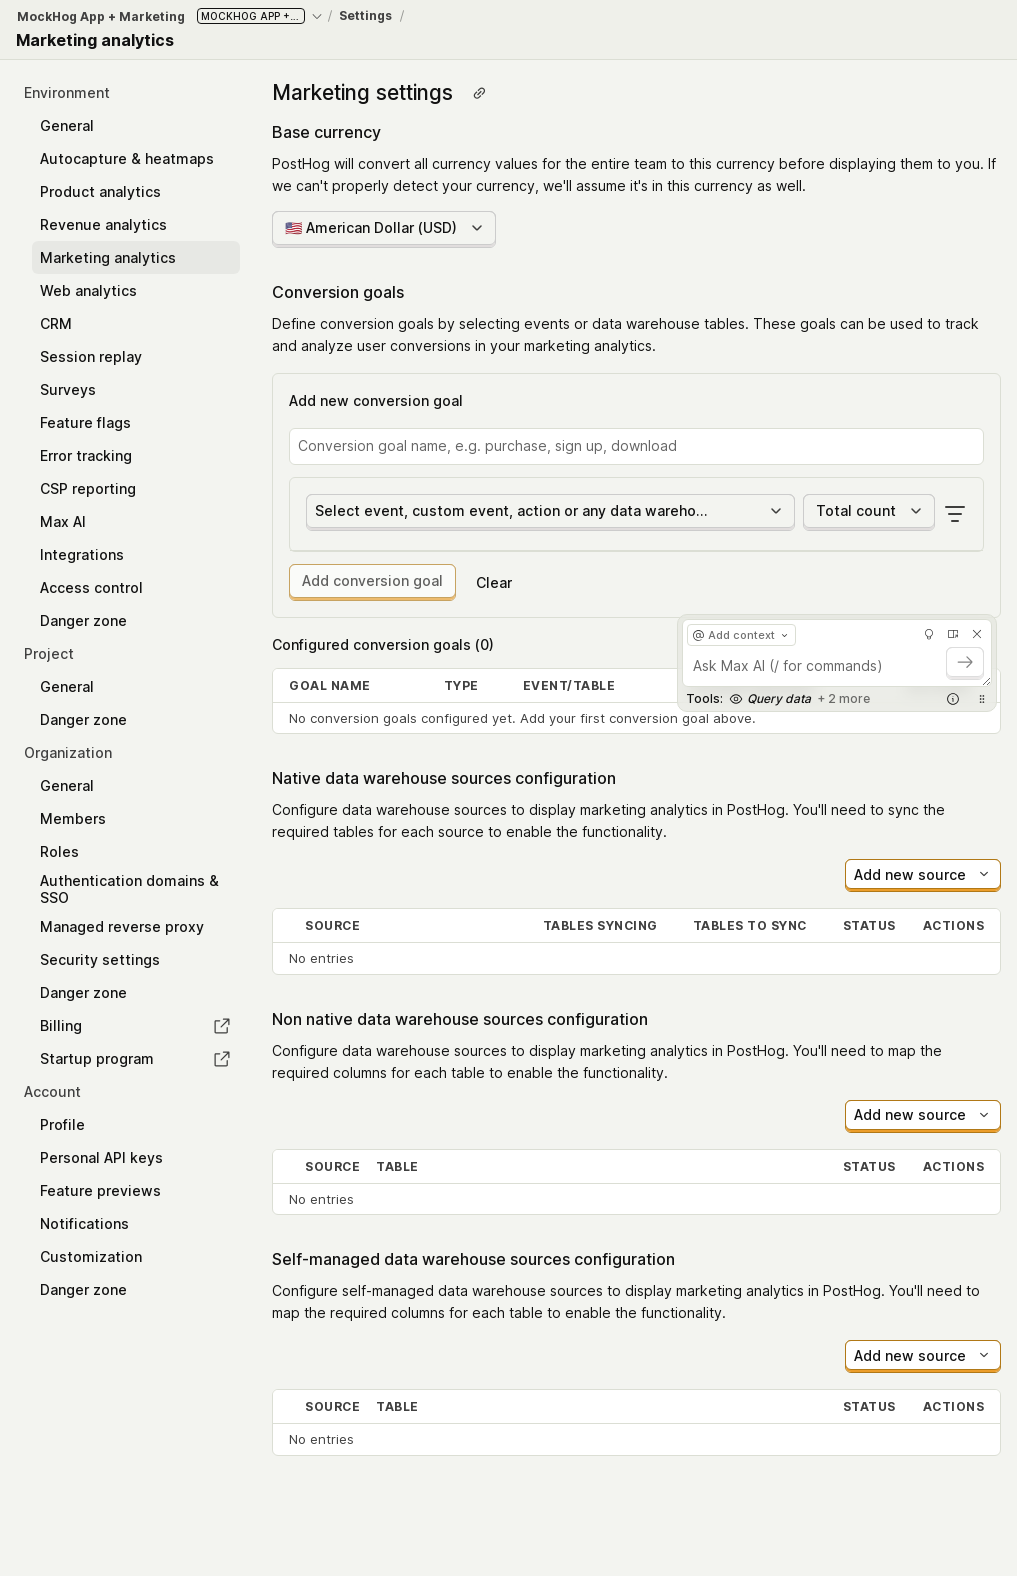 MockHog App + Marketing MOCKHOG APP +... / Settings /
Marketing analytics
Environment
General
Autocapture & heatmaps
Product analytics
Revenue analytics
Marketing analytics
Web analytics
CRM
Session replay
Surveys
Feature flags
Error tracking
CSP reporting
Max AI
Integrations
Access control
Danger zone
Project
General
Danger zone
Organization
General
Members
Roles
Authentication domains &
SSO
Managed reverse proxy
Security settings
Danger zone
Billing
Startup program
Account
Profile
Personal API keys
Feature previews
Notifications
Customization
Danger zone
Marketing settings
Base currency
PostHog will convert all currency values for the entire team to this currency before displaying them to you. If
we can't properly detect your currency, we'll assume it's in this currency as well.
🇺🇸 American Dollar (USD)
Conversion goals
Define conversion goals by selecting events or data warehouse tables. These goals can be used to track
and analyze user conversions in your marketing analytics.
Add new conversion goal
Conversion goal name, e.g. purchase, sign up, download
Select event, custom event, action or any data wareho... Total count
Add conversion goal Clear
Configured conversion goals (0)
GOAL NAME TYPE EVENT/TABLE
No conversion goals configured yet. Add your first conversion goal above.
@ Add context
Ask Max AI (/ for commands)
Tools: Query data + 2 more
Native data warehouse sources configuration
Configure data warehouse sources to display marketing analytics in PostHog. You'll need to sync the
required tables for each source to enable the functionality.
Add new source
SOURCE TABLES SYNCING TABLES TO SYNC STATUS ACTIONS
No entries
Non native data warehouse sources configuration
Configure data warehouse sources to display marketing analytics in PostHog. You'll need to map the
required columns for each table to enable the functionality.
Add new source
SOURCE TABLE STATUS ACTIONS
No entries
Self-managed data warehouse sources configuration
Configure self-managed data warehouse sources to display marketing analytics in PostHog. You'll need to
map the required columns for each table to enable the functionality.
Add new source
SOURCE TABLE STATUS ACTIONS
No entries